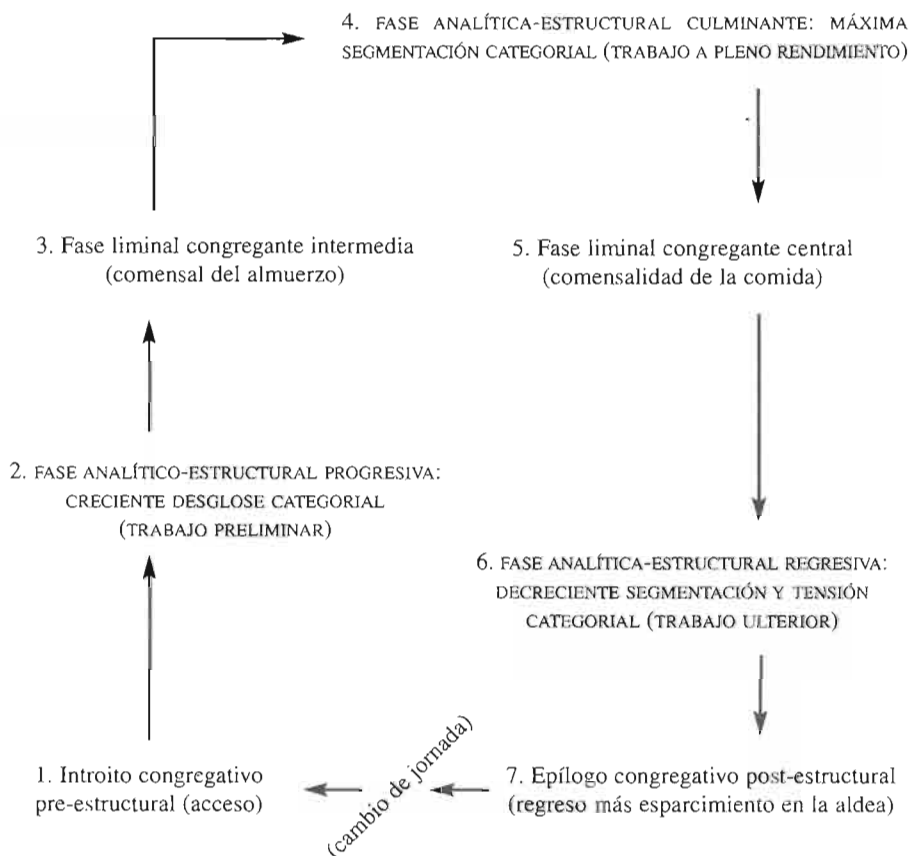 4. FASE ANALÍTICA-ESTRUCTURAL CULMINANTE: MÁXIMA
SEGMENTACIÓN CATEGORIAL (TRABAJO A PLENO RENDIMIENTO)
3. Fase liminal congregante intermedia
(comensal del almuerzo)
5. Fase liminal congregante central
(comensalidad de la comida)
2. FASE ANALÍTICO-ESTRUCTURAL PROGRESIVA:
CRECIENTE DESGLOSE CATEGORIAL
(TRABAJO PRELIMINAR)
6. FASE ANALÍTICA-ESTRUCTURAL REGRESIVA:
DECRECIENTE SEGMENTACIÓN Y TENSIÓN
CATEGORIAL (TRABAJO ULTERIOR)
1. Introito congregativo
pre-estructural (acceso)
(cambio de jornada)
7. Epílogo congregativo post-estructural
(regreso más esparcimiento en la aldea)